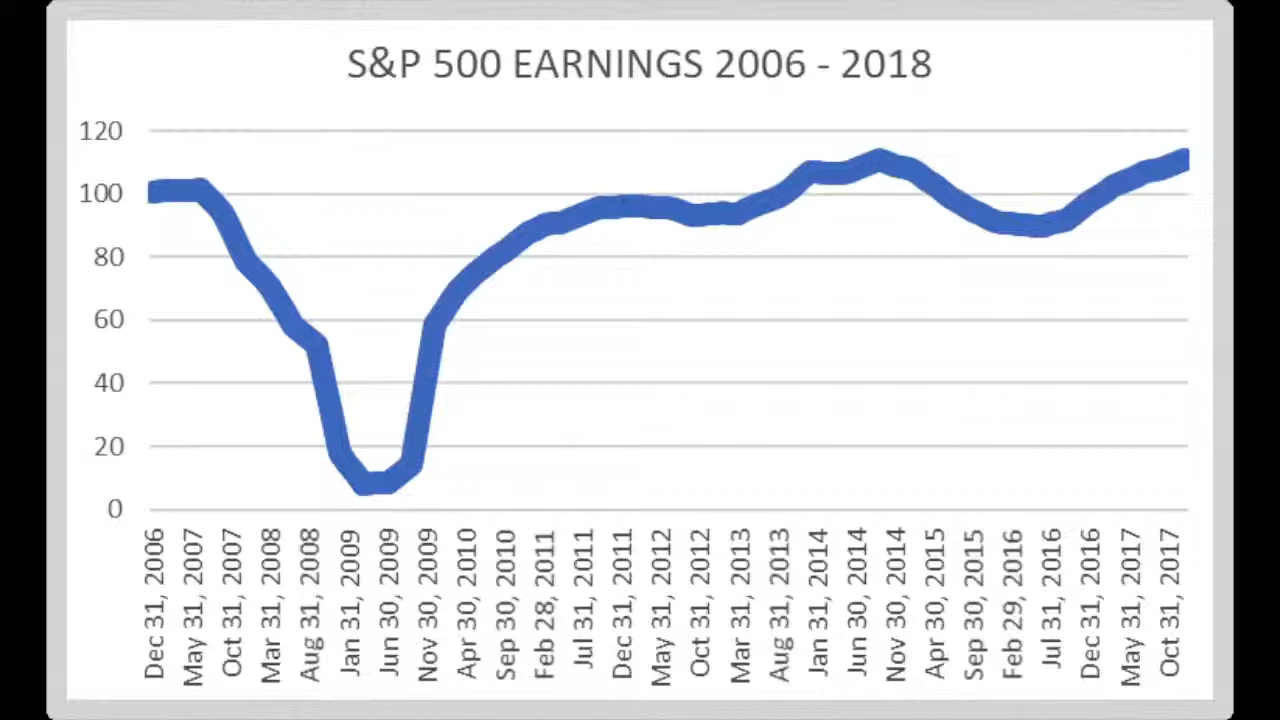 S&P 500 EARNINGS 2006 - 2018
120
100
80
60
40
20
0
Dec 31, 2006
May 31, 2007
Oct 31, 2007
Mar 31, 2008
Aug 31, 2008
Jan 31, 2009
Jun 30, 2009
Nov 30, 2009
Apr 30, 2010
Sep 30, 2010
Feb 28, 2011
Jul 31, 2011
Dec 31, 2011
May 31, 2012
Oct 31, 2012
Mar 31, 2013
Aug 31, 2013
Jan 31, 2014
Jun 30, 2014
Nov 30, 2014
Apr 30, 2015
Sep 30, 2015
Feb 29, 2016
Jul 31, 2016
Dec 31, 2016
May 31, 2017
Oct 31, 2017